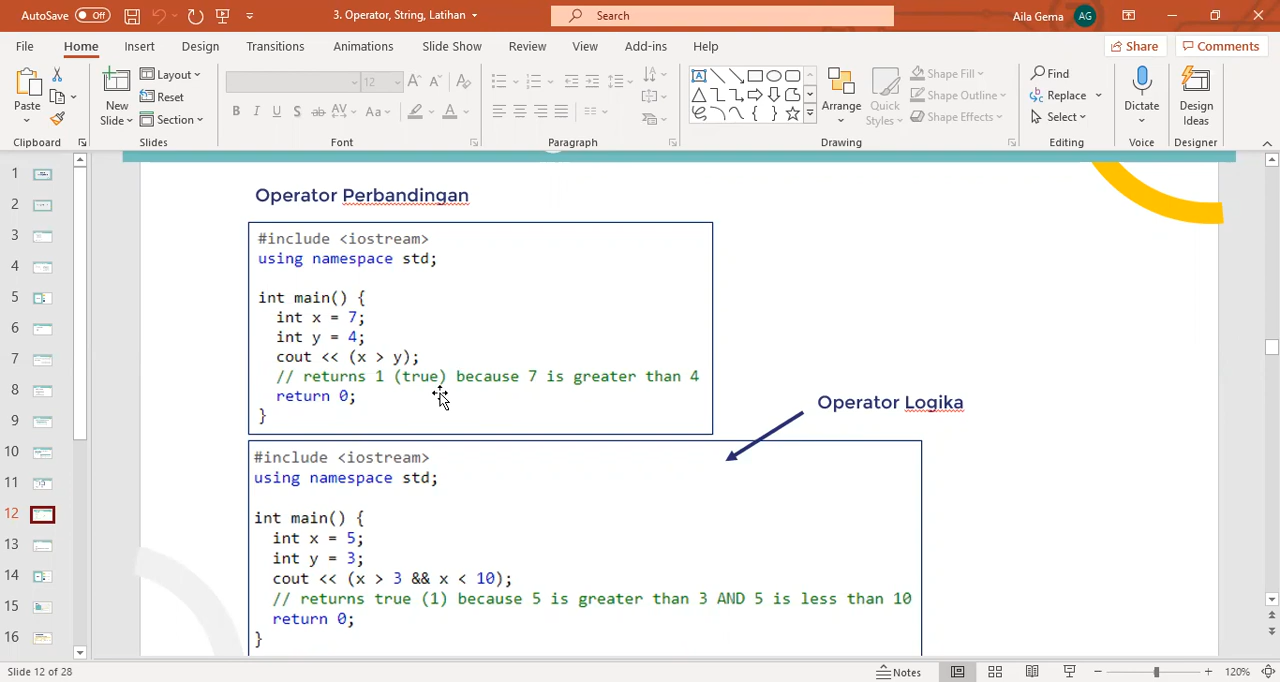 AutoSave Off 3. Operator, String, Latihan Search Aila Gema AG
File Home Insert Design Transitions Animations Slide Show Review View Add-ins Help Share Comments
Paste
Clipboard
New
Slide
Layout
Reset
Section
Slides
12
B I U S ab AV Aa A
Font
Paragraph
Arrange
Quick
Styles
Shape Fill
Shape Outline
Shape Effects
Drawing
Find
Replace
Select
Editing
Dictate
Voice
Design
Ideas
Designer
1
2
3
4
5
6
7
8
9
10
11
12
13
14
15
16
Operator Perbandingan
#include <iostream>
using namespace std;
int main() {
int x = 7;
int y = 4;
cout << (x > y);
// returns 1 (true) because 7 is greater than 4
return 0;
}
Operator Logika
#include <iostream>
using namespace std;
int main() {
int x = 5;
int y = 3;
cout << (x > 3 && x < 10);
// returns true (1) because 5 is greater than 3 AND 5 is less than 10
return 0;
}
Slide 12 of 28 Notes 120%